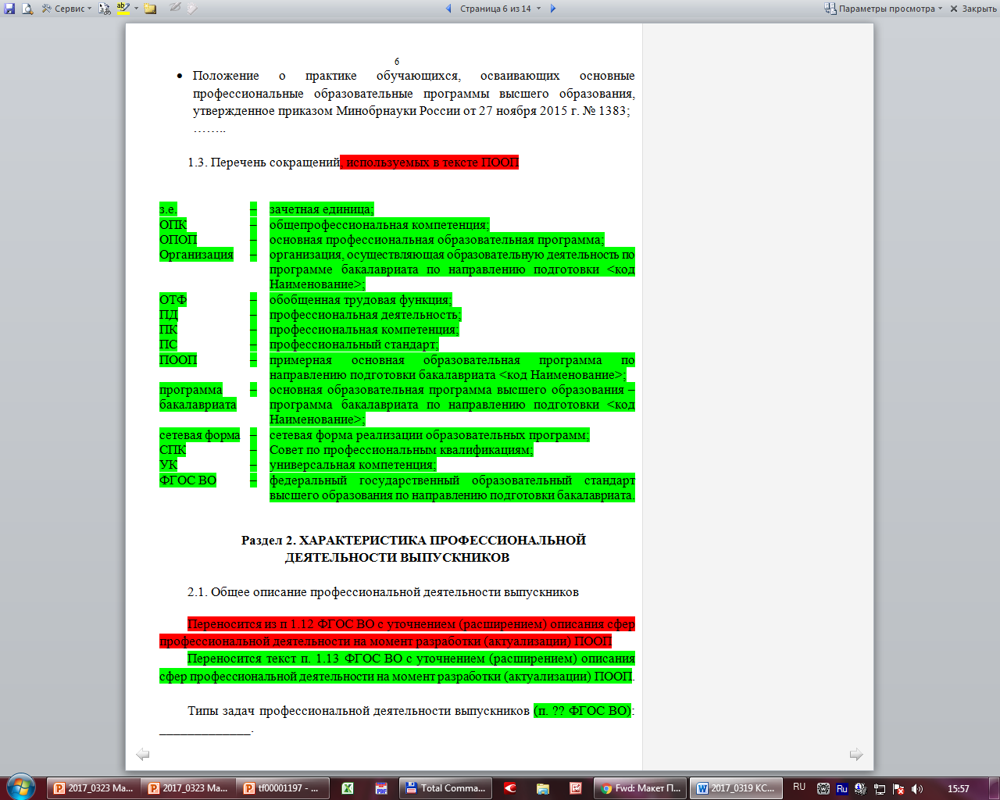 Сервис
Страница 6 из 14
Параметры просмотра
Закрыть
6
• Положение о практике обучающихся, осваивающих основные
профессиональные образовательные программы высшего образования,
утвержденное приказом Минобрнауки России от 27 ноября 2015 г. № 1383;
……..
1.3. Перечень сокращений, используемых в тексте ПООП
з.е. – зачетная единица;
ОПК – общепрофессиональная компетенция;
ОПОП – основная профессиональная образовательная программа;
Организация – организация, осуществляющая образовательную деятельность по
программе бакалавриата по направлению подготовки <код
Наименование>;
ОТФ – обобщенная трудовая функция;
ПД – профессиональная деятельность;
ПК – профессиональная компетенция;
ПС – профессиональный стандарт;
ПООП – примерная основная образовательная программа по
направлению подготовки бакалавриата <код Наименование>;
программа – основная образовательная программа высшего образования –
бакалавриата программа бакалавриата по направлению подготовки <код
Наименование>;
сетевая форма – сетевая форма реализации образовательных программ;
СПК – Совет по профессиональным квалификациям;
УК – универсальная компетенция;
ФГОС ВО – федеральный государственный образовательный стандарт
высшего образования по направлению подготовки бакалавриата.
Раздел 2. ХАРАКТЕРИСТИКА ПРОФЕССИОНАЛЬНОЙ
ДЕЯТЕЛЬНОСТИ ВЫПУСКНИКОВ
2.1. Общее описание профессиональной деятельности выпускников
Переносится из п 1.12 ФГОС ВО с уточнением (расширением) описания сфер
профессиональной деятельности на момент разработки (актуализации) ПООП
Переносится текст п. 1.13 ФГОС ВО с уточнением (расширением) описания
сфер профессиональной деятельности на момент разработки (актуализации) ПООП.
Типы задач профессиональной деятельности выпускников (п. ?? ФГОС ВО):
______________.
2017_0323 Ма...
2017_0323 Ма...
tf00001197 - ...
Total Comma...
Fwd: Макет П...
2017_0319 КС...
RU
Ru
15:57